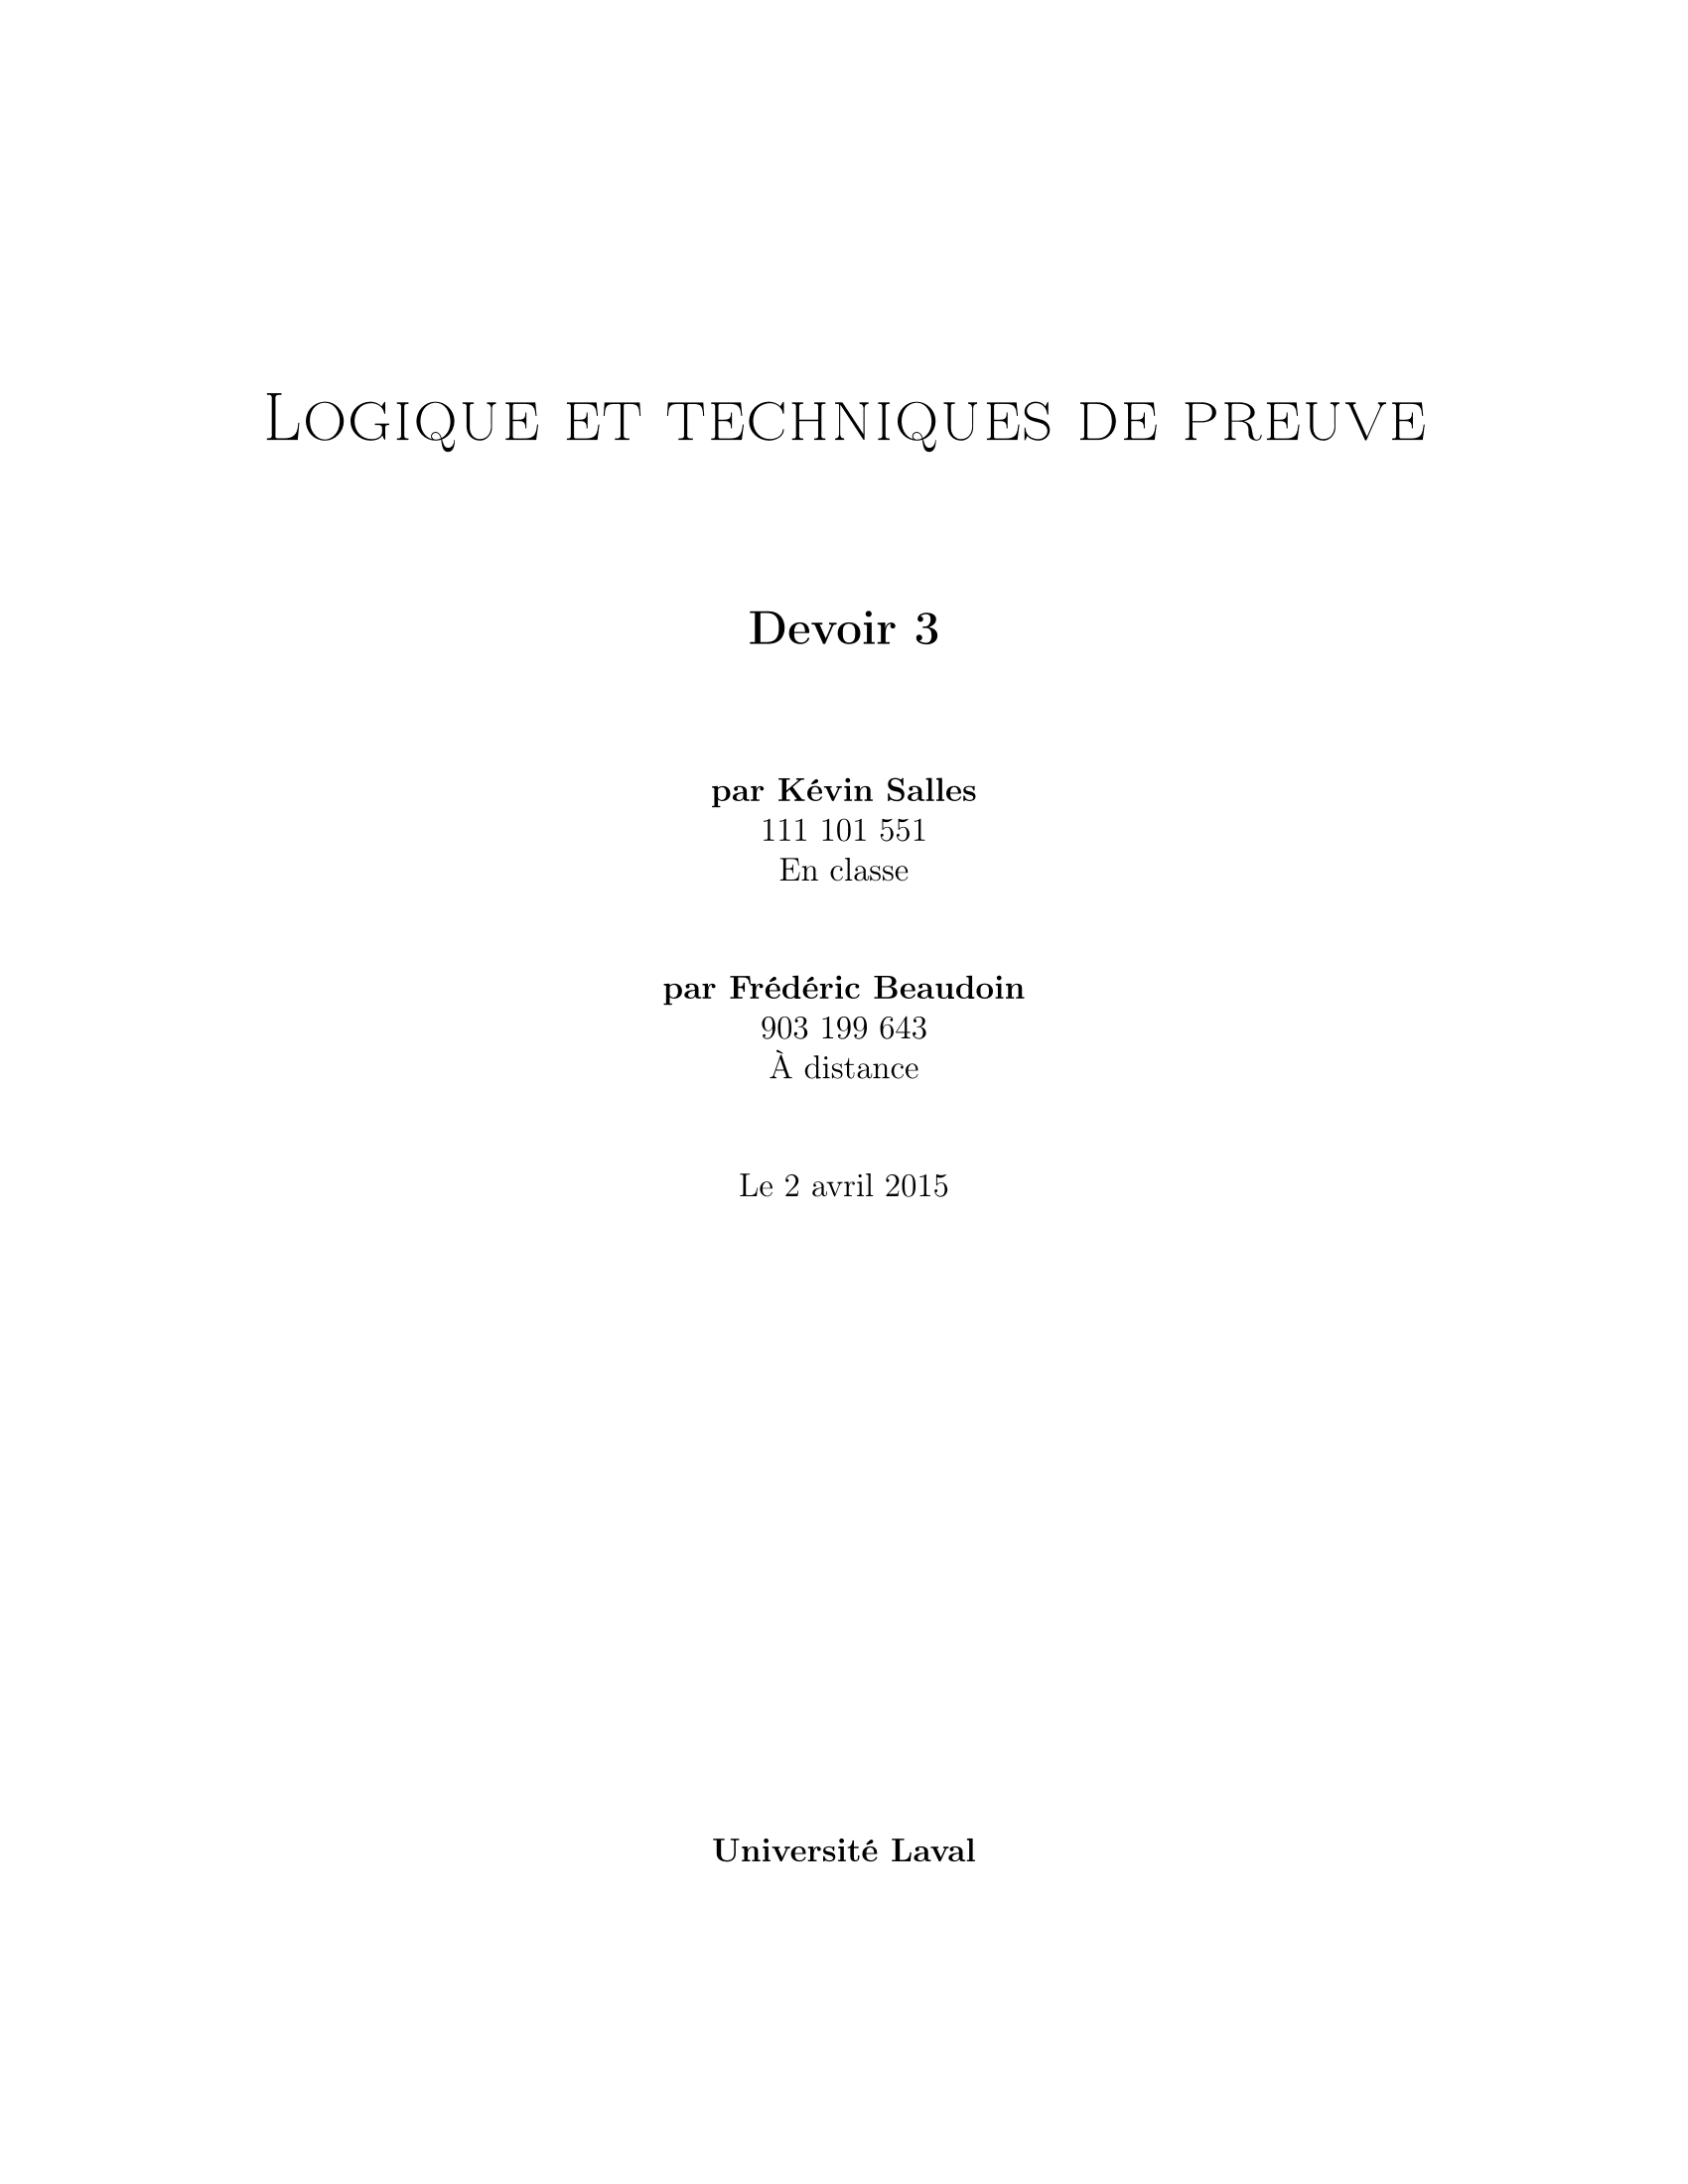 Logique et techniques de preuve
Devoir 3
par Kévin Salles
111 101 551
En classe
par Frédéric Beaudoin
903 199 643
À distance
Le 2 avril 2015
Université Laval